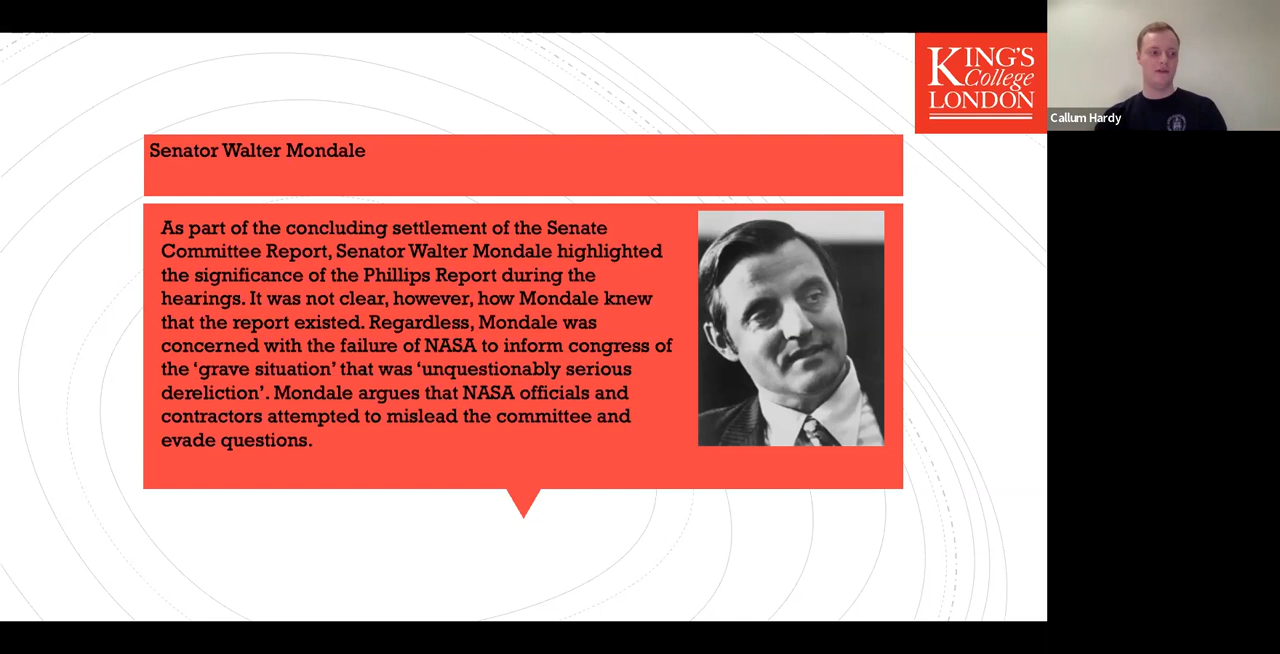 KING'S
College
LONDON
Callum Hardy
Senator Walter Mondale
As part of the concluding settlement of the Senate
Committee Report, Senator Walter Mondale highlighted
the significance of the Phillips Report during the
hearings. It was not clear, however, how Mondale knew
that the report existed. Regardless, Mondale was
concerned with the failure of NASA to inform congress of
the ‘grave situation’ that was ‘unquestionably serious
dereliction’. Mondale argues that NASA officials and
contractors attempted to mislead the committee and
evade questions.